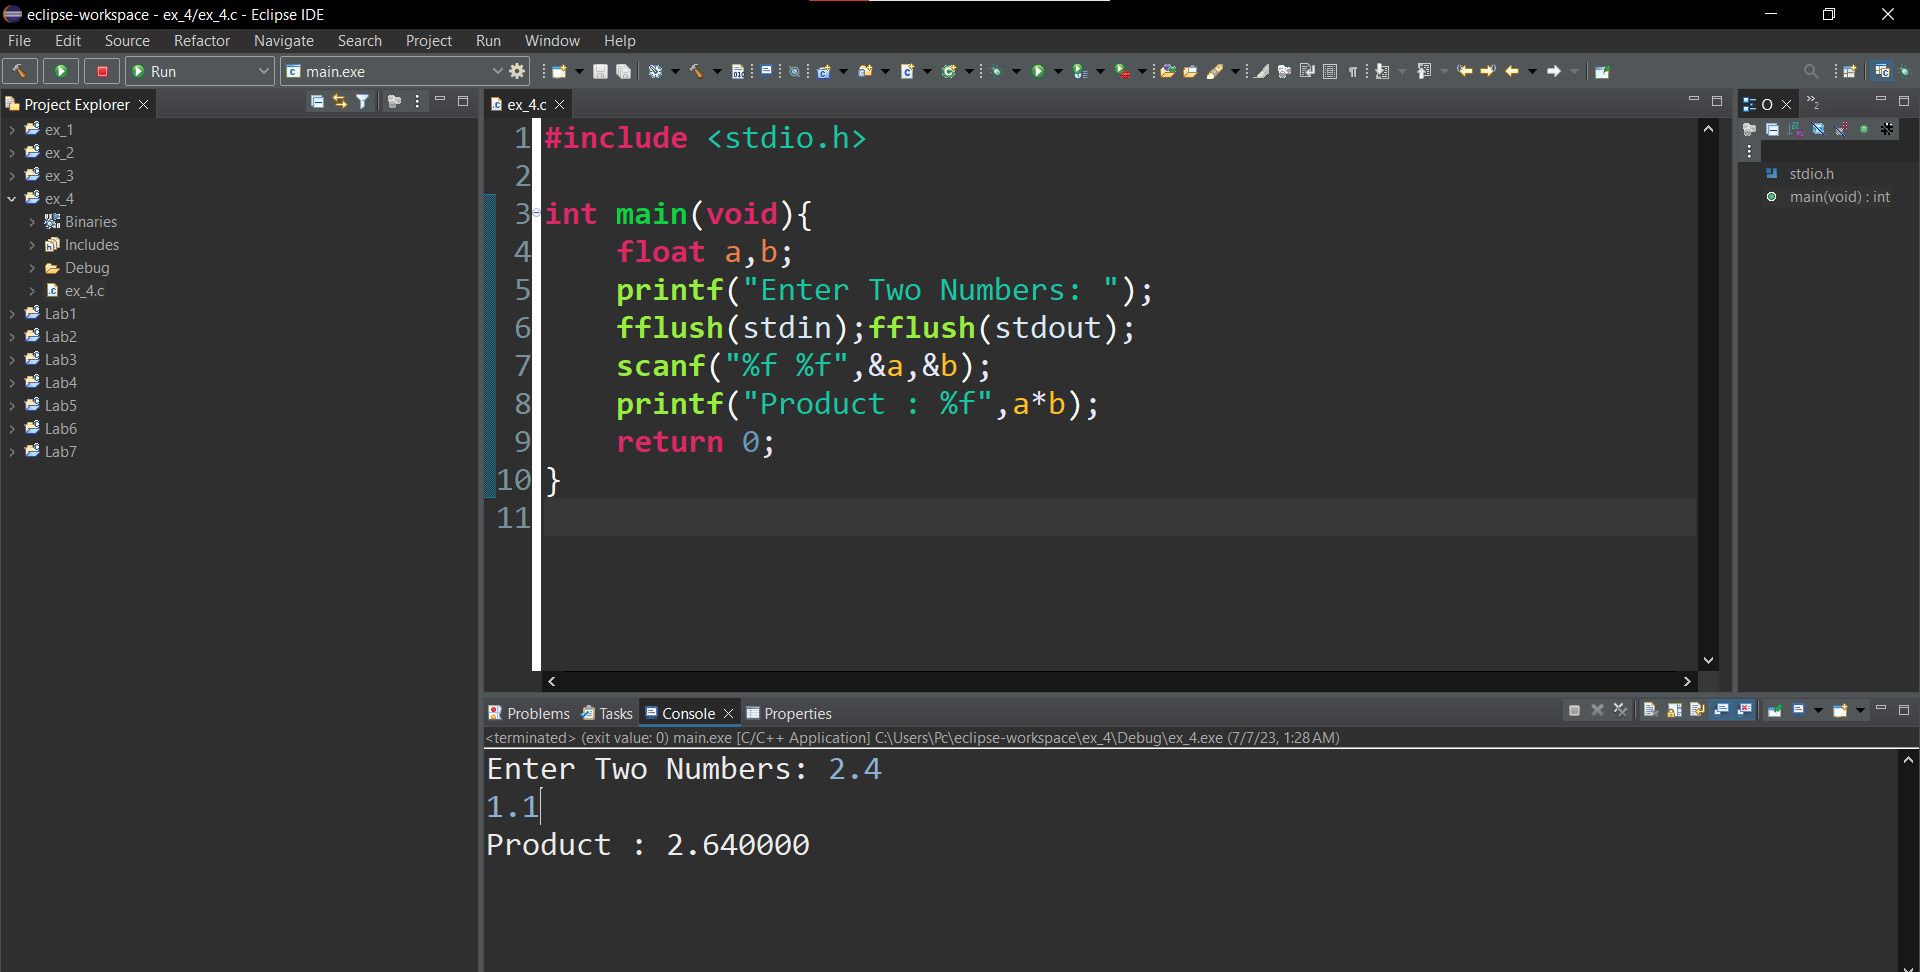 eclipse-workspace - ex_4/ex_4.c - Eclipse IDE
File Edit Source Refactor Navigate Search Project Run Window Help
Run
main.exe
Project Explorer
ex_1
ex_2
ex_3
ex_4
Binaries
Includes
Debug
ex_4.c
Lab1
Lab2
Lab3
Lab4
Lab5
Lab6
Lab7
ex_4.c
1 #include <stdio.h>
2
3 int main(void){
4 float a,b;
5 printf("Enter Two Numbers: ");
6 fflush(stdin);fflush(stdout);
7 scanf("%f %f",&a,&b);
8 printf("Product : %f",a*b);
9 return 0;
10 }
11
O
»2
stdio.h
main(void) : int
Problems Tasks Console Properties
<terminated> (exit value: 0) main.exe [C/C++ Application] C:\Users\Pc\eclipse-workspace\ex_4\Debug\ex_4.exe (7/7/23, 1:28 AM)
Enter Two Numbers: 2.4
1.1
Product : 2.640000